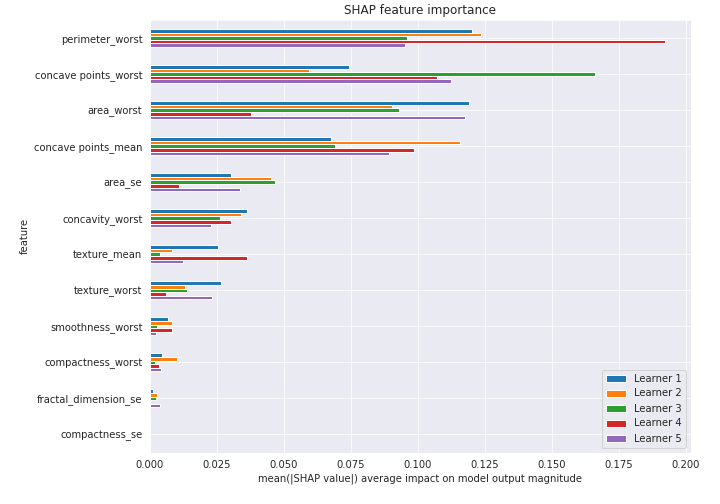 SHAP feature importance
perimeter_worst
concave points_worst
area_worst
concave points_mean
area_se
concavity_worst
texture_mean
texture_worst
smoothness_worst
compactness_worst
fractal_dimension_se
compactness_se
feature
Learner 1
Learner 2
Learner 3
Learner 4
Learner 5
0.000 0.025 0.050 0.075 0.100 0.125 0.150 0.175 0.200
mean(|SHAP value|) average impact on model output magnitude